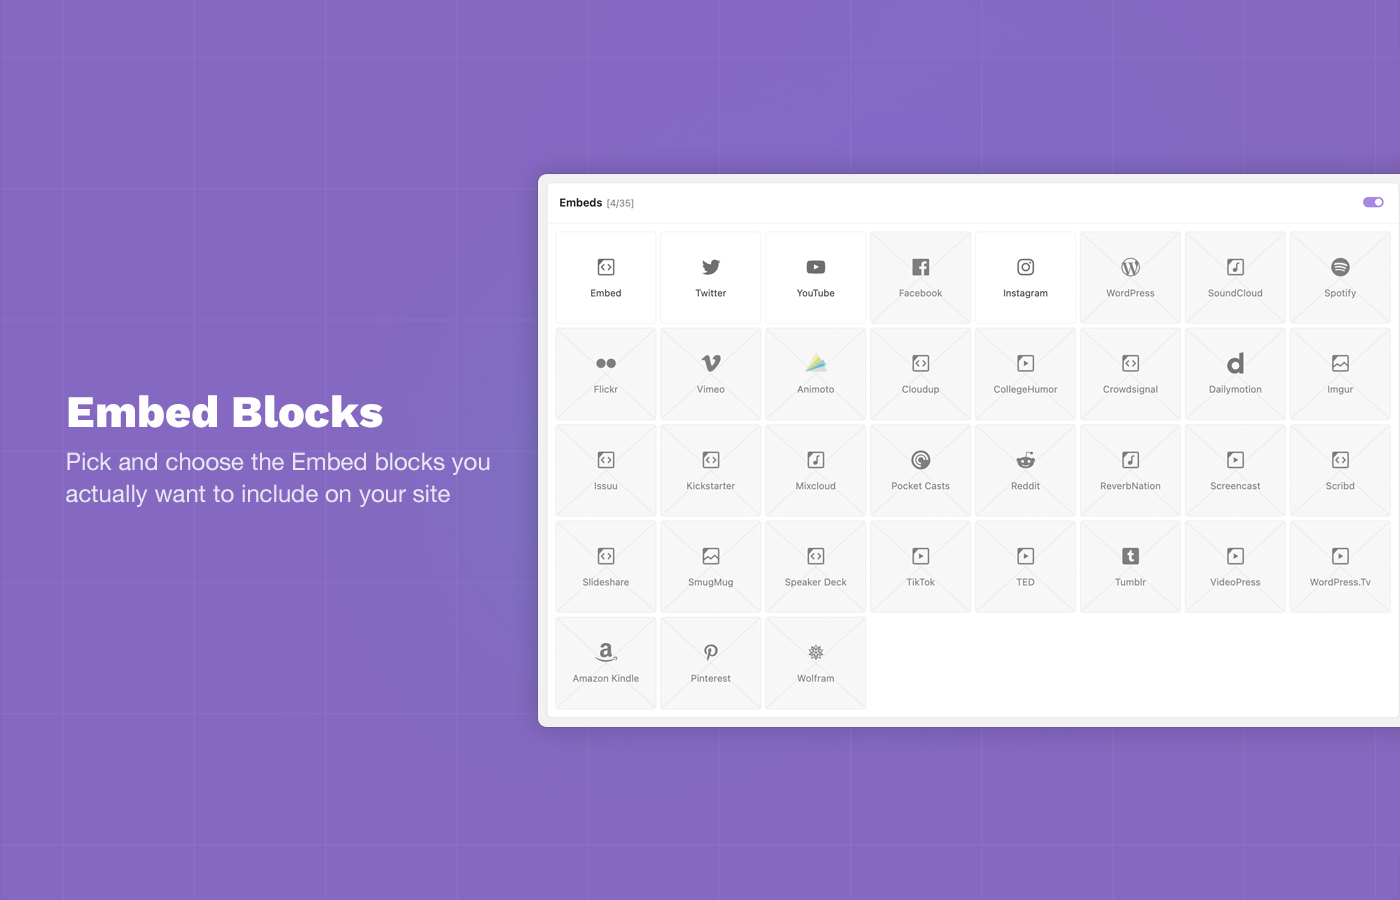 Embed Blocks
Pick and choose the Embed blocks you
actually want to include on your site
Embeds [4/35]
Embed
Twitter
YouTube
Facebook
Instagram
WordPress
SoundCloud
Spotify
Flickr
Vimeo
Animoto
Cloudup
CollegeHumor
Crowdsignal
Dailymotion
Imgur
Issuu
Kickstarter
Mixcloud
Pocket Casts
Reddit
ReverbNation
Screencast
Scribd
Slideshare
SmugMug
Speaker Deck
TikTok
TED
Tumblr
VideoPress
WordPress.Tv
Amazon Kindle
Pinterest
Wolfram